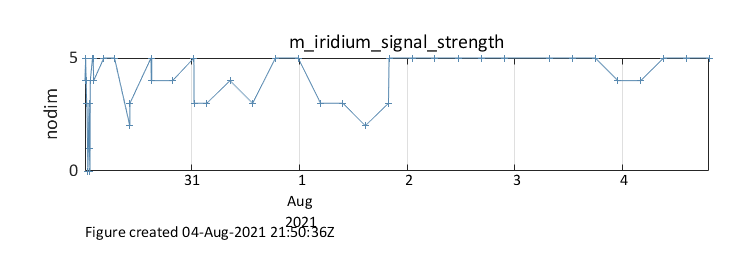 m_iridium_signal_strength
5
nodim
0
31 1 2 3 4
Aug
2021
Figure created 04-Aug-2021 21:50:36Z